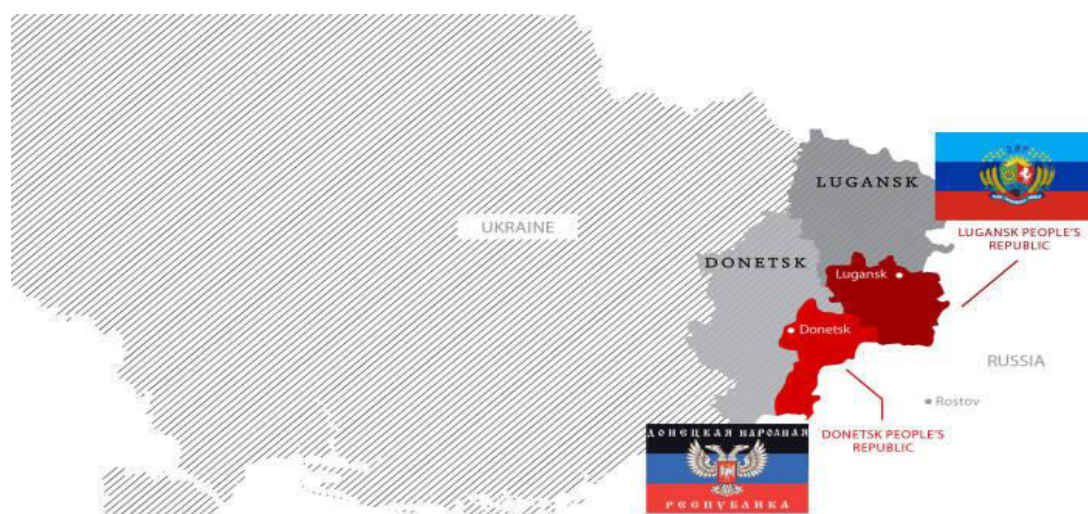 LUGANSK
UKRAINE
LUGANSK PEOPLE'S
REPUBLIC
DONETSK
Lugansk
Donetsk
RUSSIA
Rostov
DONETSK PEOPLE'S
REPUBLIC
ДОНЕЦКАЯ НАРОДНАЯ
РЕСПУБЛИКА